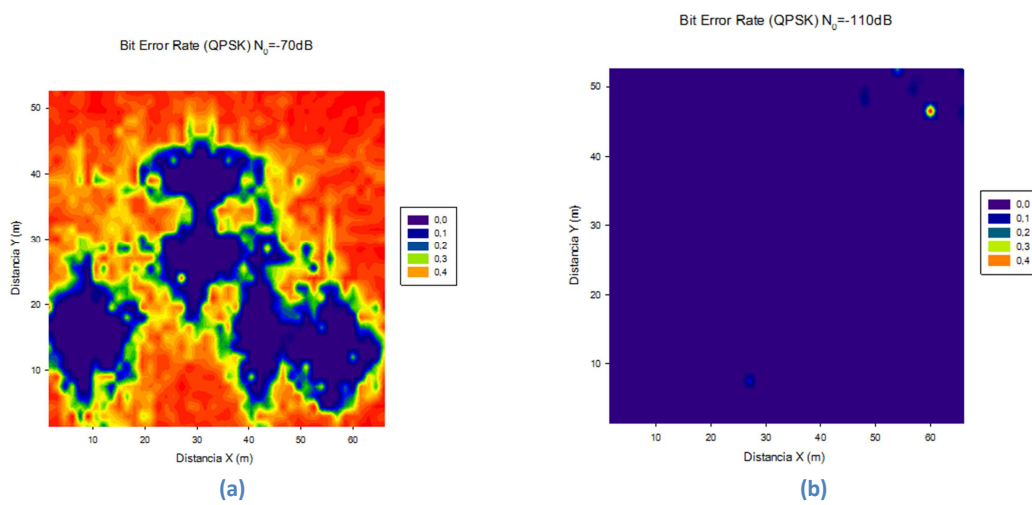 Bit Error Rate (QPSK) N₀=-70dB
50
40
30
20
10
Distancia Y (m)
10 20 30 40 50 60
Distancia X (m)
0,0
0,1
0,2
0,3
0,4
(a)
Bit Error Rate (QPSK) N₀=-110dB
50
40
30
20
10
Distancia Y (m)
10 20 30 40 50 60
Distancia X (m)
0,0
0,1
0,2
0,3
0,4
(b)